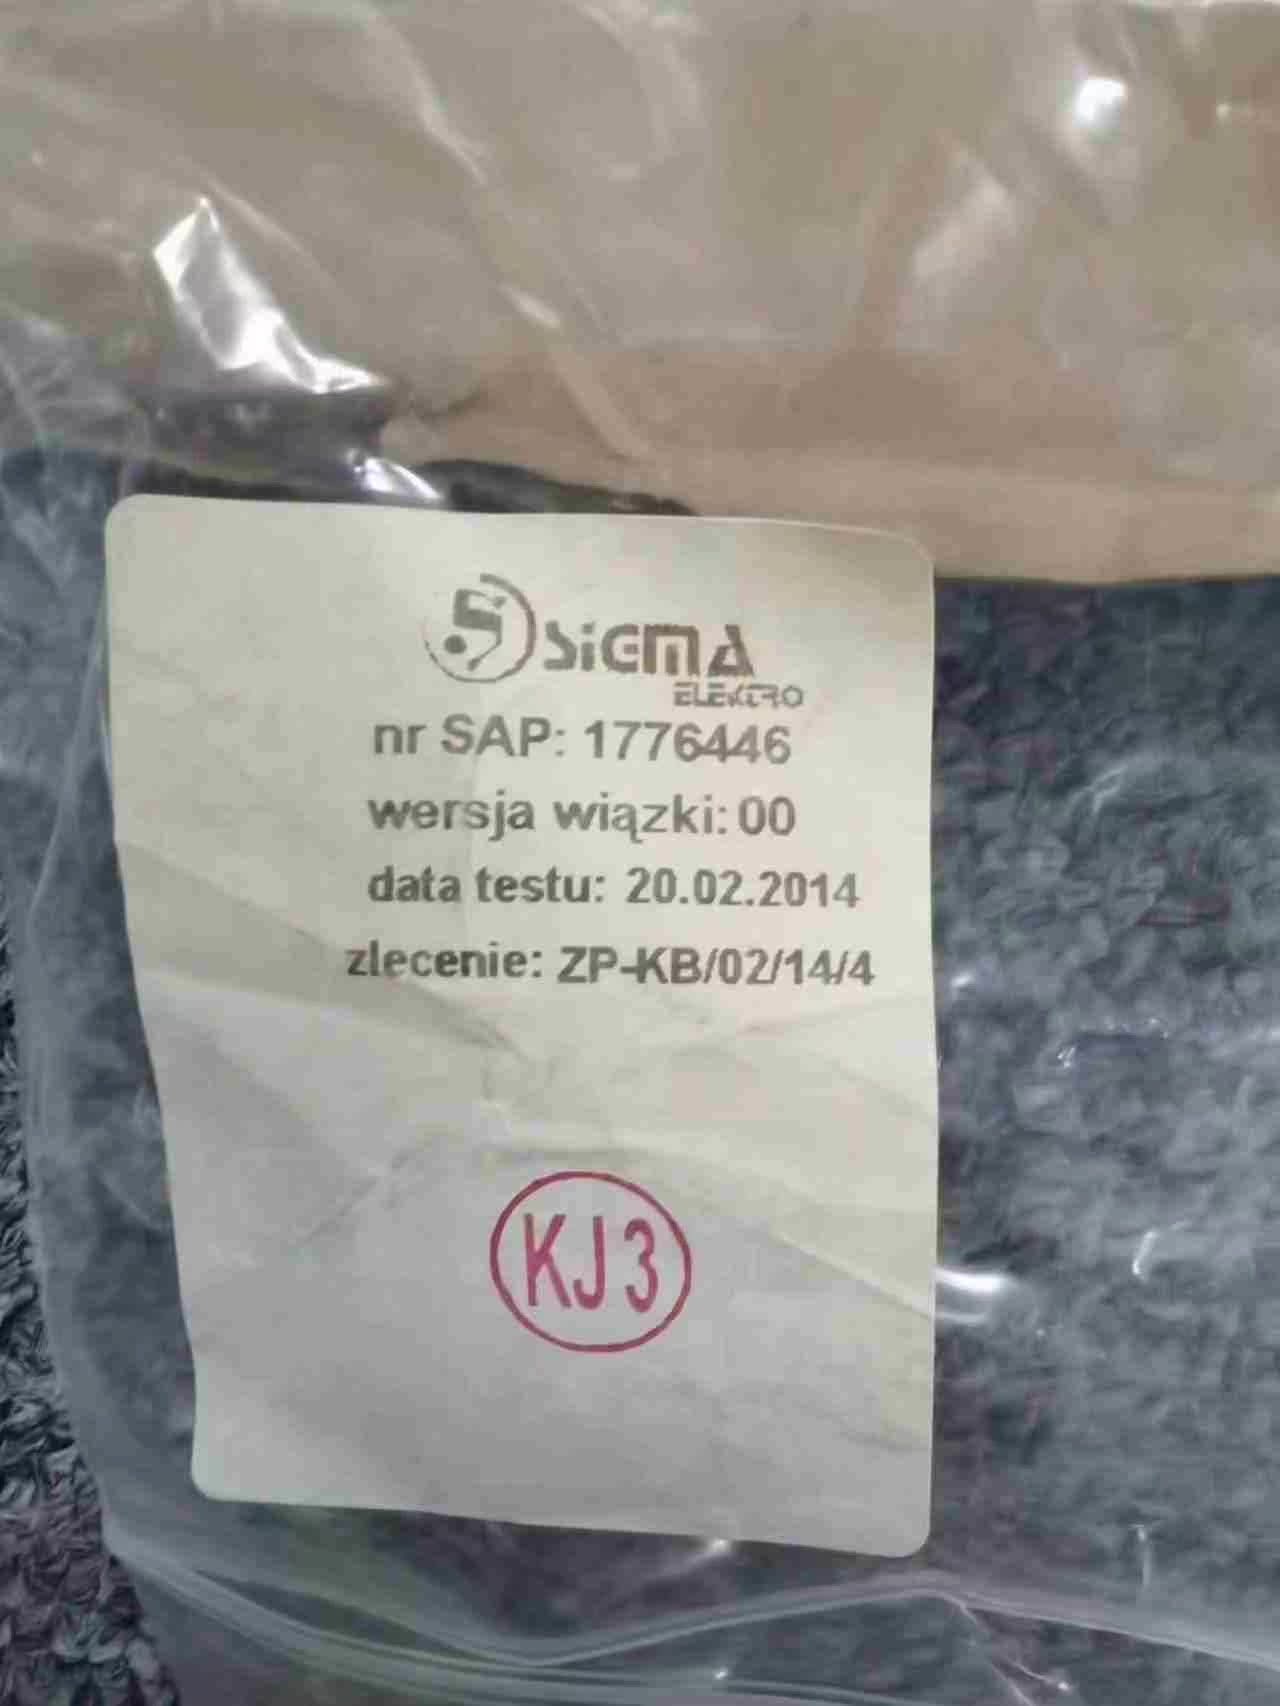 SIGMA
ELEKTRO
nr SAP: 1776446
wersja wiązki: 00
data testu: 20.02.2014
zlecenie: ZP-KB/02/14/4
KJ3